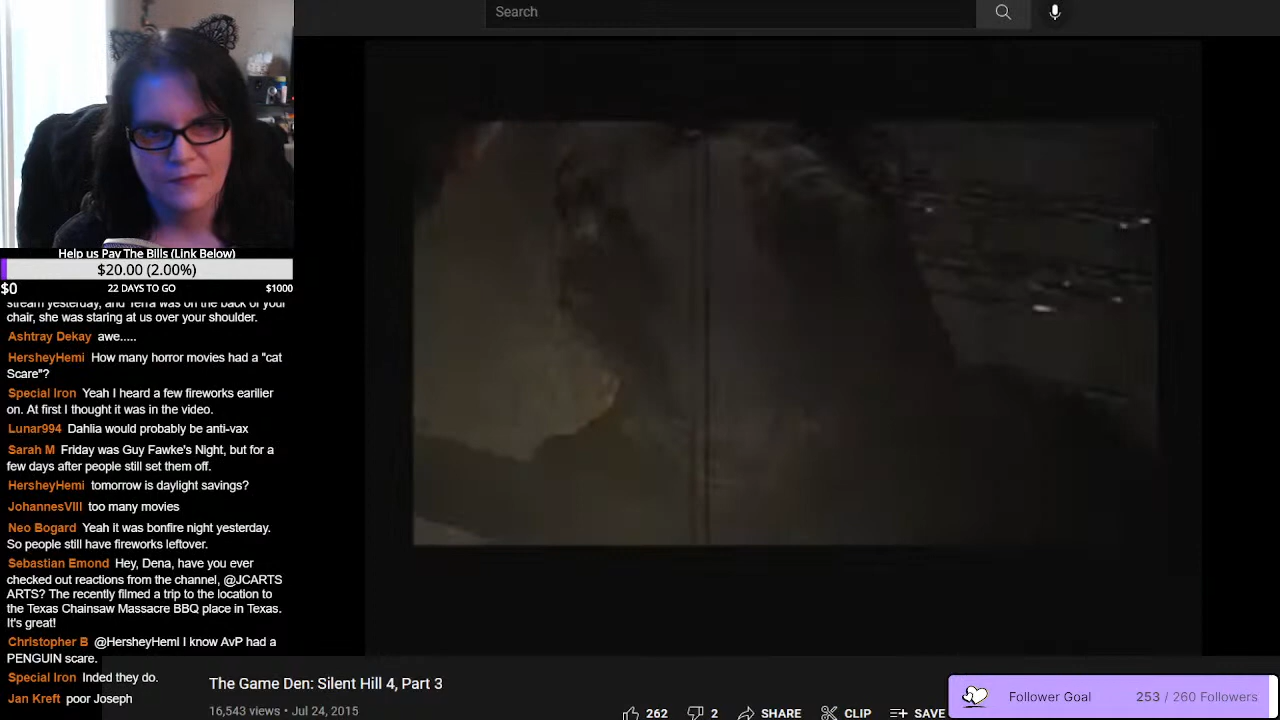 Search
Help us Pay The Bills (Link Below)
$20.00 (2.00%)
$0
22 DAYS TO GO
$1000
stream yesterday, and Terra was on the back of your
chair, she was staring at us over your shoulder.
Ashtray Dekay awe.....
HersheyHemi How many horror movies had a "cat
Scare"?
Special Iron Yeah I heard a few fireworks earilier
on. At first I thought it was in the video.
Lunar994 Dahlia would probably be anti-vax
Sarah M Friday was Guy Fawke's Night, but for a
few days after people still set them off.
HersheyHemi tomorrow is daylight savings?
JohannesVIII too many movies
Neo Bogard Yeah it was bonfire night yesterday.
So people still have fireworks leftover.
Sebastian Emond Hey, Dena, have you ever
checked out reactions from the channel, @JCARTS
ARTS? The recently filmed a trip to the location to
the Texas Chainsaw Massacre BBQ place in Texas.
It's great!
Christopher B @HersheyHemi I know AvP had a
PENGUIN scare.
Special Iron Inded they do.
Jan Kreft poor Joseph
The Game Den: Silent Hill 4, Part 3
16,543 views • Jul 24, 2015
262
2
SHARE
CLIP
SAVE
Follower Goal
253 / 260 Followers